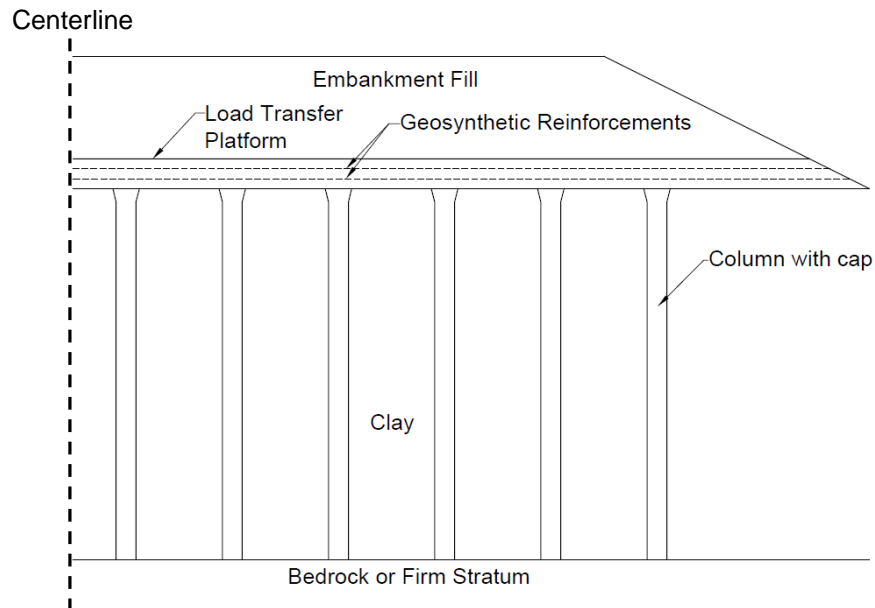 Centerline
Embankment Fill
Load Transfer
Platform
Geosynthetic Reinforcements
Column with cap
Clay
Bedrock or Firm Stratum